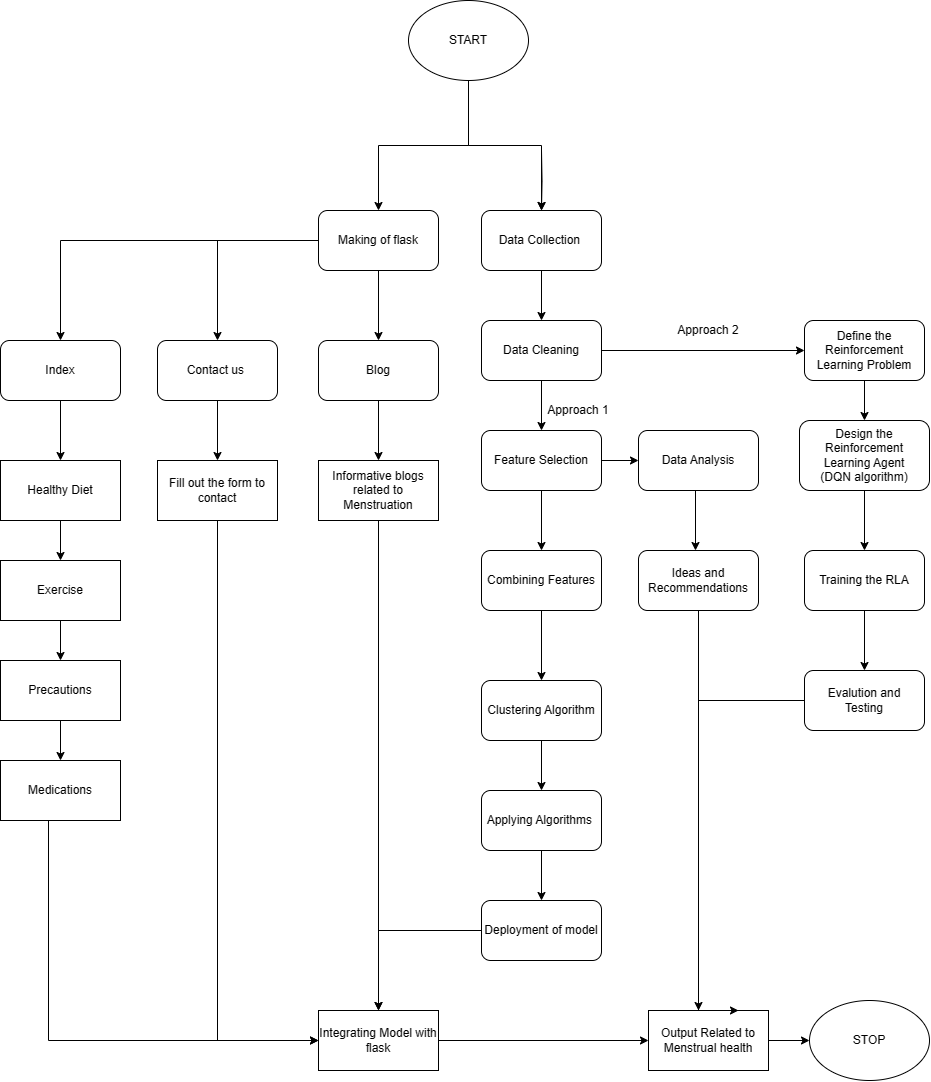 START
Making of flask
Data Collection
Approach 2
Data Cleaning
Define the
Reinforcement
Learning Problem
Index
Contact us
Blog
Approach 1
Feature Selection
Data Analysis
Design the
Reinforcement
Learning Agent
(DQN algorithm)
Healthy Diet
Fill out the form to
contact
Informative blogs
related to
Menstruation
Combining Features
Ideas and
Recommendations
Training the RLA
Exercise
Precautions
Clustering Algorithm
Evalution and
Testing
Medications
Applying Algorithms
Deployment of model
Integrating Model with
flask
Output Related to
Menstrual health
STOP